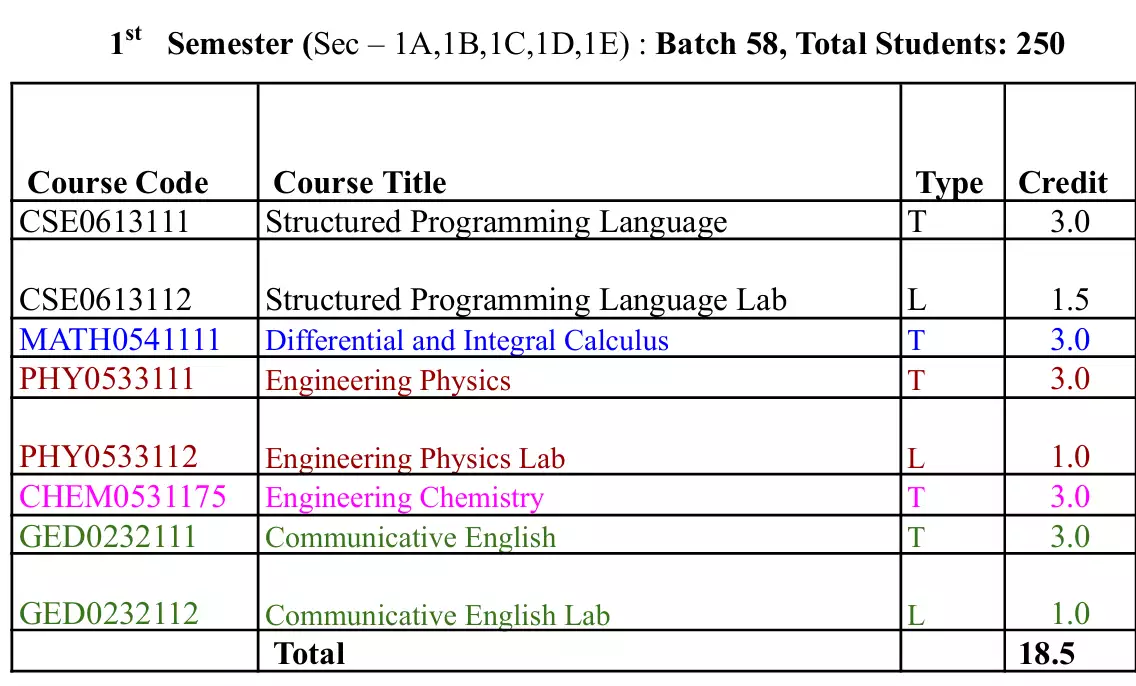 1st Semester (Sec – 1A,1B,1C,1D,1E) : Batch 58, Total Students: 250
Course Code Course Title Type Credit
CSE0613111 Structured Programming Language T 3.0
CSE0613112 Structured Programming Language Lab L 1.5
MATH0541111 Differential and Integral Calculus T 3.0
PHY0533111 Engineering Physics T 3.0
PHY0533112 Engineering Physics Lab L 1.0
CHEM0531175 Engineering Chemistry T 3.0
GED0232111 Communicative English T 3.0
GED0232112 Communicative English Lab L 1.0
Total 18.5